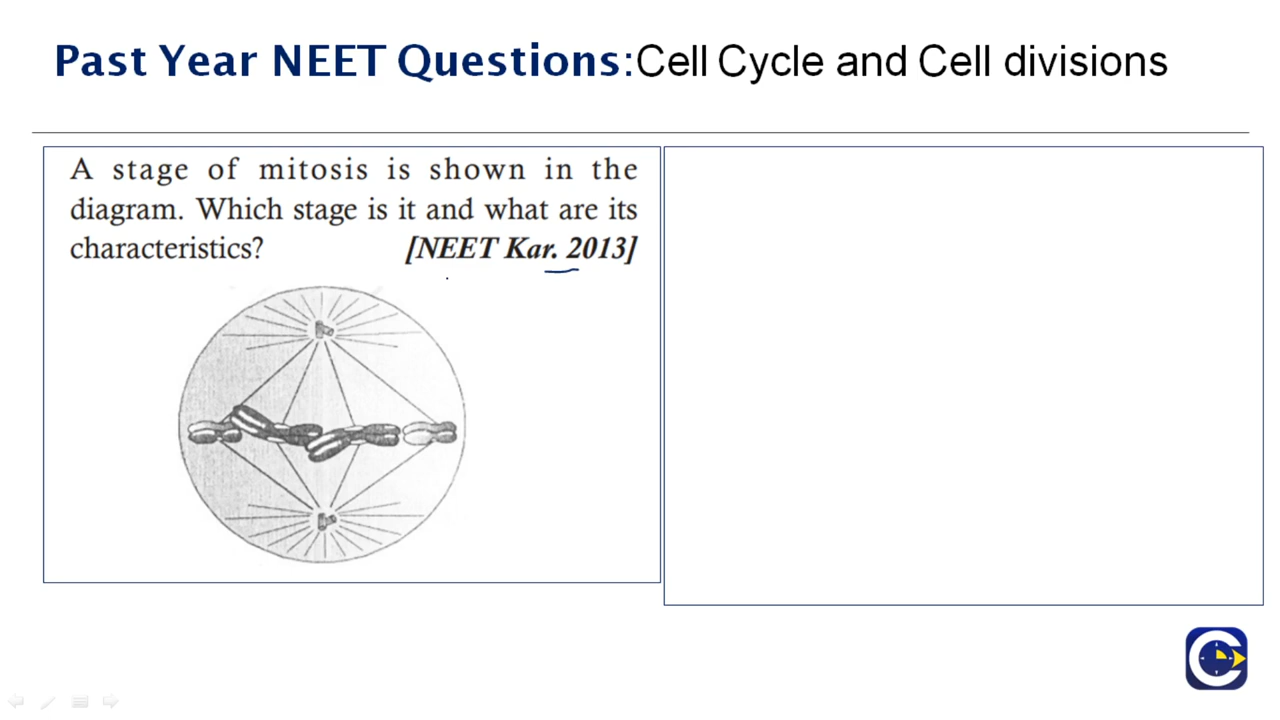 Past Year NEET Questions:Cell Cycle and Cell divisions
A stage of mitosis is shown in the
diagram. Which stage is it and what are its
characteristics? [NEET Kar. 2013]